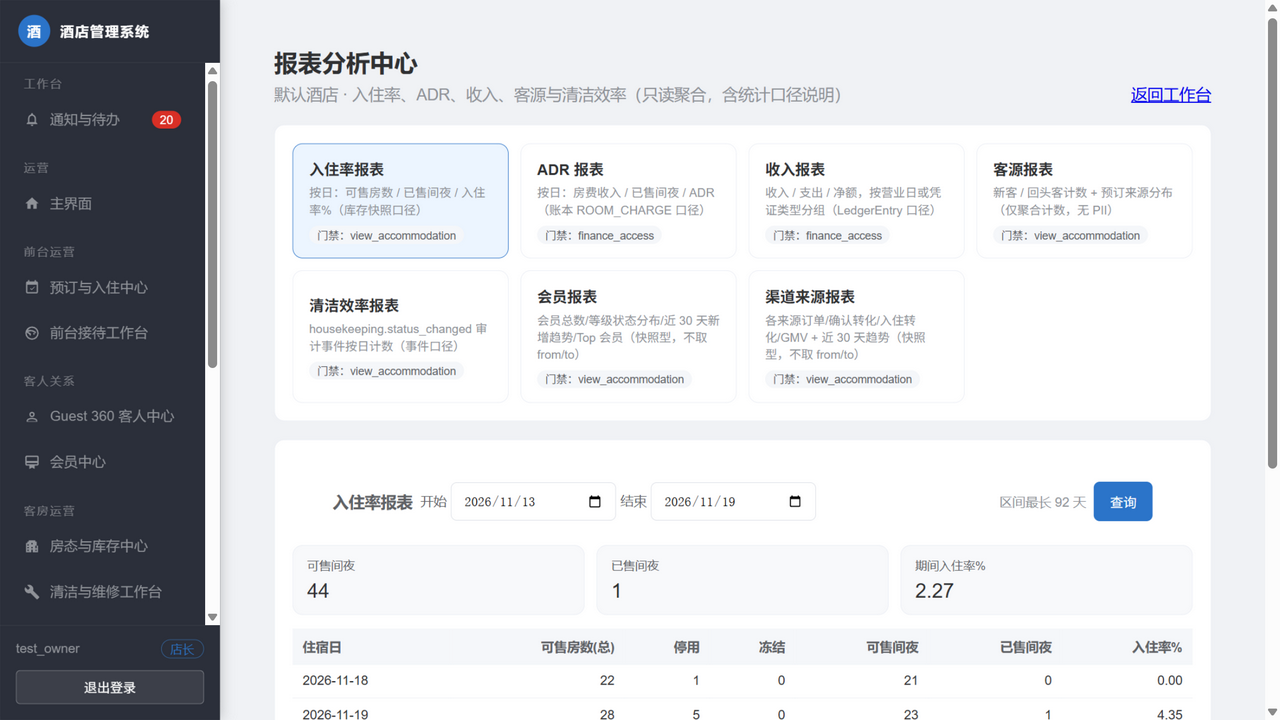 酒 酒店管理系统
工作台
通知与待办 20
运营
主界面
前台运营
预订与入住中心
前台接待工作台
客人关系
Guest 360 客人中心
会员中心
客房运营
房态与库存中心
清洁与维修工作台
test_owner 店长
退出登录
报表分析中心
默认酒店 · 入住率、ADR、收入、客源与清洁效率（只读聚合，含统计口径说明）
返回工作台
入住率报表
按日：可售房数 / 已售间夜 / 入住
率%（库存快照口径）
门禁：view_accommodation
ADR 报表
按日：房费收入 / 已售间夜 / ADR
（账本 ROOM_CHARGE 口径）
门禁：finance_access
收入报表
收入 / 支出 / 净额，按营业日或凭
证类型分组（LedgerEntry 口径）
门禁：finance_access
客源报表
新客 / 回头客计数 + 预订来源分布
（仅聚合计数，无 PII）
门禁：view_accommodation
清洁效率报表
housekeeping.status_changed 审
计事件按日计数（事件口径）
门禁：view_accommodation
会员报表
会员总数/等级状态分布/近 30 天新
增趋势/Top 会员（快照型，不取
from/to）
门禁：view_accommodation
渠道来源报表
各来源订单/确认转化/入住转
化/GMV + 近 30 天趋势（快照
型，不取 from/to）
门禁：view_accommodation
入住率报表 开始 2026/11/13 结束 2026/11/19 区间最长 92 天 查询
可售间夜
44
已售间夜
1
期间入住率%
2.27
住宿日 可售房数(总) 停用 冻结 可售间夜 已售间夜 入住率%
2026-11-18 22 1 0 21 0 0.00
2026-11-19 28 5 0 23 1 4.35